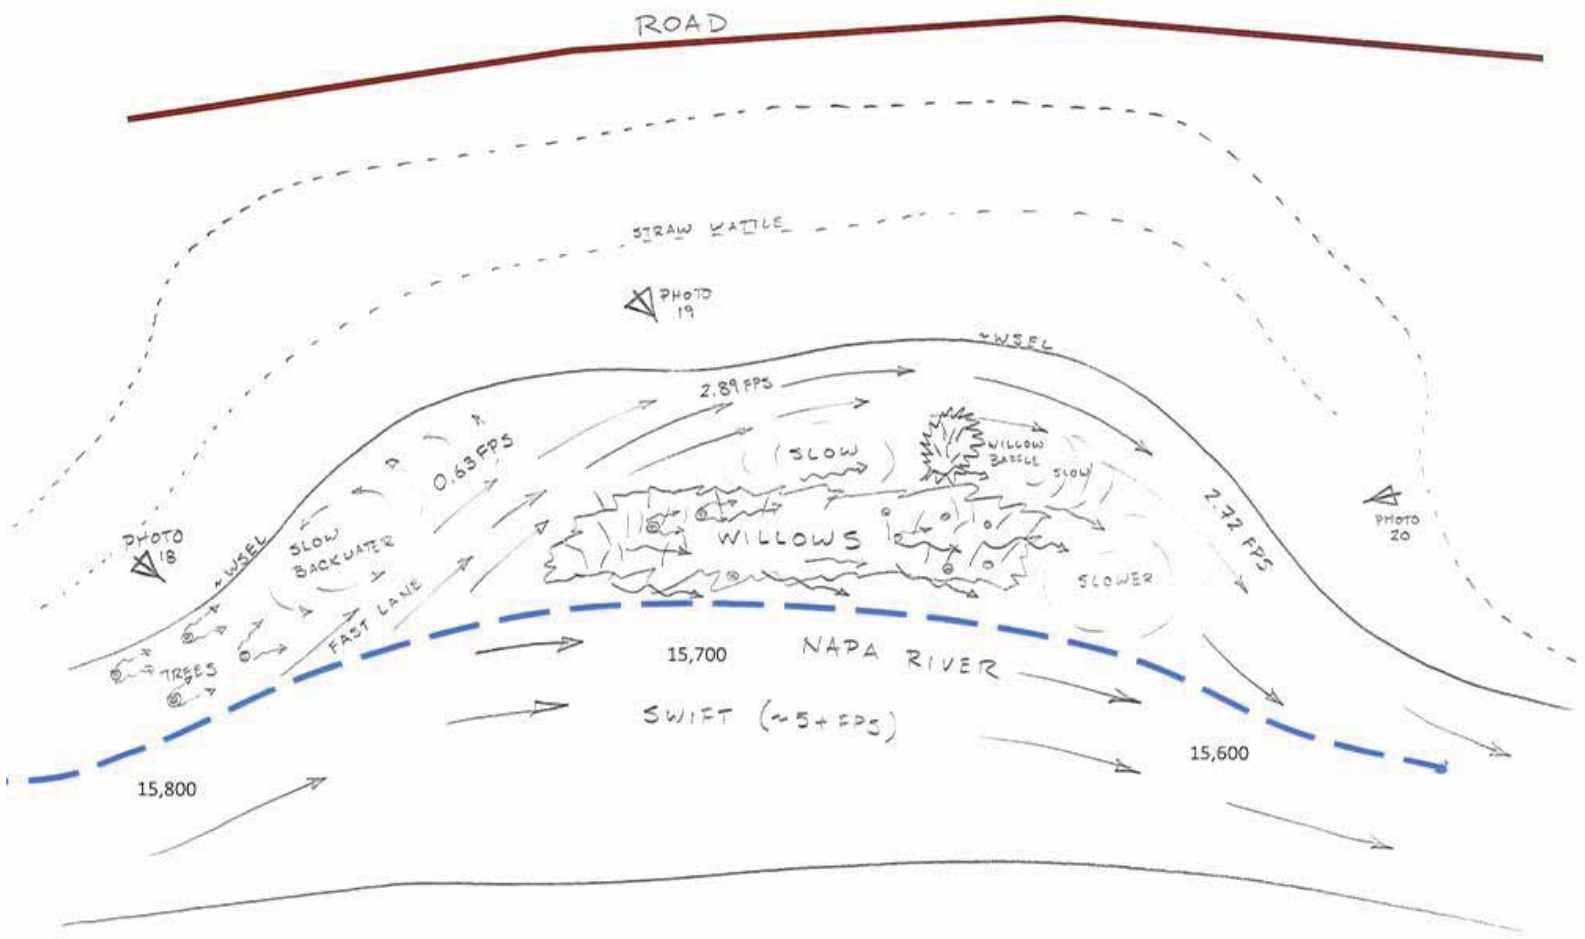 ROAD
STRAW WATTLE
PHOTO
19
~WSEL
2.89 FPS
0.63 FPS
(SLOW)
WILLOW
BAFFLE
SLOW
2.72 FPS
PHOTO
20
PHOTO
18
~WSEL
SLOW
BACKWATER
WILLOWS
SLOWER
FAST LANE
TREES
15,700
NAPA RIVER
SWIFT (~5+ FPS)
15,600
15,800